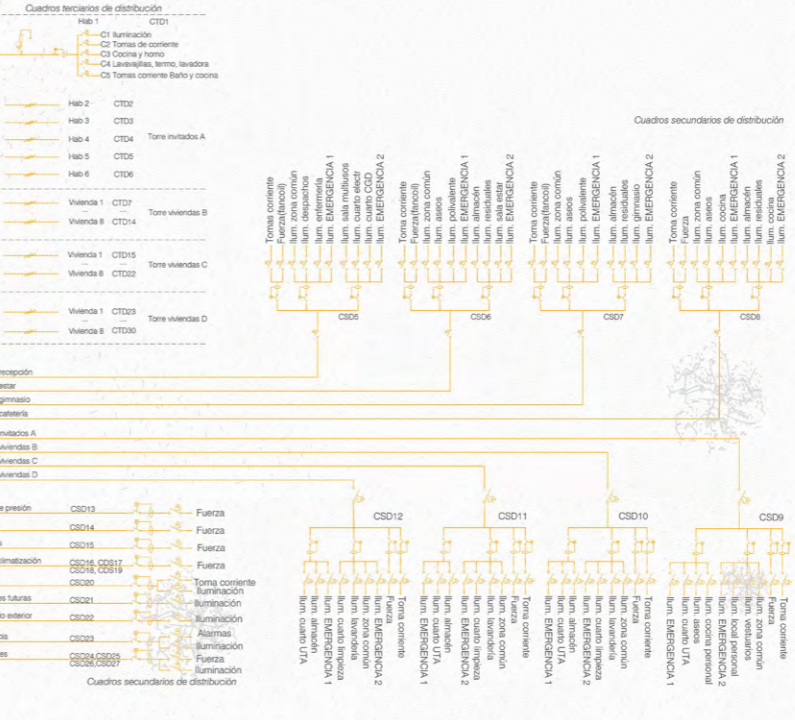 Cuadros terciarios de distribución
Hab 1 CTD1
C1 Iluminación
C2 Tomas de corriente
C3 Cocina y horno
C4 Lavavajillas, termo, lavadora
C5 Tomas corriente Baño y cocina
Hab 2 CTD2
Hab 3 CTD3
Hab 4 CTD4 Torre invitados A
Hab 5 CTD5
Hab 6 CTD6
Vivienda 1 CTD7
Torre viviendas B
Vivienda 8 CTD14
Vivienda 1 CTD15
Torre viviendas C
Vivienda 8 CTD22
Vivienda 1 CTD23
Torre viviendas D
Vivienda 8 CTD30
Cuadros secundarios de distribución
Tomas corriente
Fuerza(fancoil)
Ilum. zona común
Ilum. despachos
Ilum. enfermería
Ilum. EMERGENCIA 1
Ilum. sala multiusos
Ilum. cuarto electr
Ilum. cuarto CGD
Ilum. EMERGENCIA 2
CSD5
Toma corriente
Fuerza(fancoil)
Ilum. zona común
Ilum. aseos
Ilum. polivalente
Ilum. EMERGENCIA 1
Ilum. almacén
Ilum. residuales
Ilum. sala estar
Ilum. EMERGENCIA 2
CSD6
Toma corriente
Fuerza(fancoil)
Ilum. zona común
Ilum. aseos
Ilum. polivalente
Ilum. EMERGENCIA 1
Ilum. almacén
Ilum. residuales
Ilum. gimnasio
Ilum. EMERGENCIA 2
CSD7
Toma corriente
Fuerza
Ilum. zona común
Ilum. aseos
Ilum. cocina
Ilum. EMERGENCIA 1
Ilum. almacén
Ilum. residuales
Ilum. cocina
Ilum. EMERGENCIA 2
CSD8
recepción
estar
gimnasio
cafetería
invitados A
viviendas B
viviendas C
viviendas D
e presión CSD13 Fuerza
CSD14 Fuerza
CSD15 Fuerza
climatización CSD16, CDS17 Fuerza
CSD18, CDS19
CSD20 Toma corriente
Iluminación
es futuras CSD21 Iluminación
o exterior CSD22 Iluminación
CSD23 Alarmas
Iluminación
es CSD24,CSD25 Fuerza
CSD26,CSD27 Iluminación
Cuadros secundarios de distribución
CSD12
Ilum. cuarto UTA
Ilum. almacén
Ilum. EMERGENCIA 1
Ilum. cuarto limpieza
Ilum. lavandería
Ilum. zona común
Ilum. EMERGENCIA 2
Fuerza
Toma corriente
CSD11
Ilum. EMERGENCIA 1
Ilum. cuarto UTA
Ilum. almacén
Ilum. EMERGENCIA 2
Ilum. cuarto limpieza
Ilum. lavandería
Ilum. zona común
Fuerza
Toma corriente
CSD10
Ilum. EMERGENCIA 1
Ilum. cuarto UTA
Ilum. almacén
Ilum. EMERGENCIA 2
Ilum. cuarto limpieza
Ilum. lavandería
Ilum. zona común
Fuerza
Toma corriente
CSD9
Ilum. EMERGENCIA 1
Ilum. cuarto UTA
Ilum. aseos
Ilum. cocina personal
Ilum. EMERGENCIA 2
Ilum. local personal
Ilum. vestuarios
Ilum. zona común
Fuerza
Toma corriente